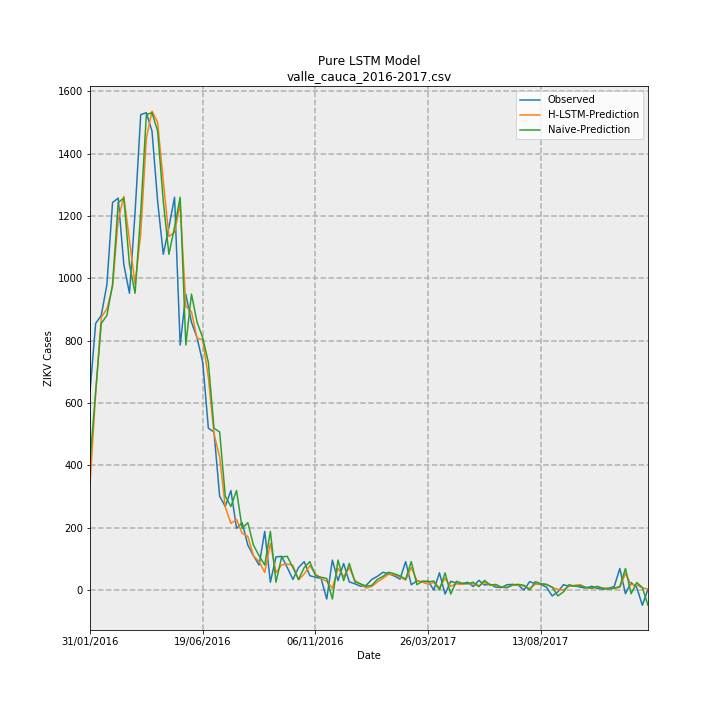 Pure LSTM Model
valle_cauca_2016-2017.csv
Observed
H-LSTM-Prediction
Naive-Prediction
1600
1400
1200
1000
800
600
400
200
0
ZIKV Cases
31/01/2016 19/06/2016 06/11/2016 26/03/2017 13/08/2017
Date